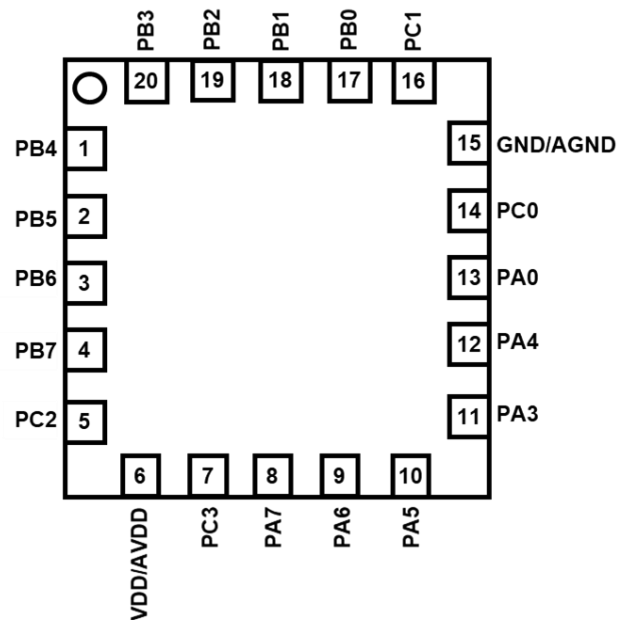 PB3 PB2 PB1 PB0 PC1
20 19 18 17 16
PB4 1 15 GND/AGND
PB5 2 14 PC0
PB6 3 13 PA0
PB7 4 12 PA4
PC2 5 11 PA3
6 7 8 9 10
VDD/AVDD PC3 PA7 PA6 PA5